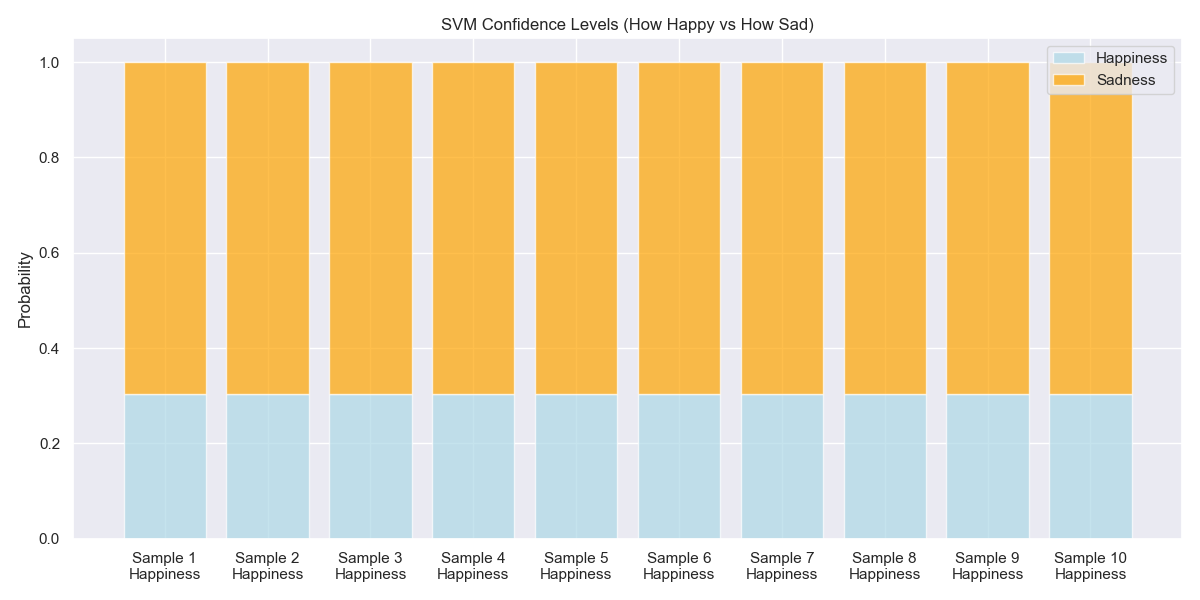 SVM Confidence Levels (How Happy vs How Sad)
Happiness
Sadness
Probability
1.0
0.8
0.6
0.4
0.2
0.0
Sample 1 Sample 2 Sample 3 Sample 4 Sample 5 Sample 6 Sample 7 Sample 8 Sample 9 Sample 10
Happiness Happiness Happiness Happiness Happiness Happiness Happiness Happiness Happiness Happiness